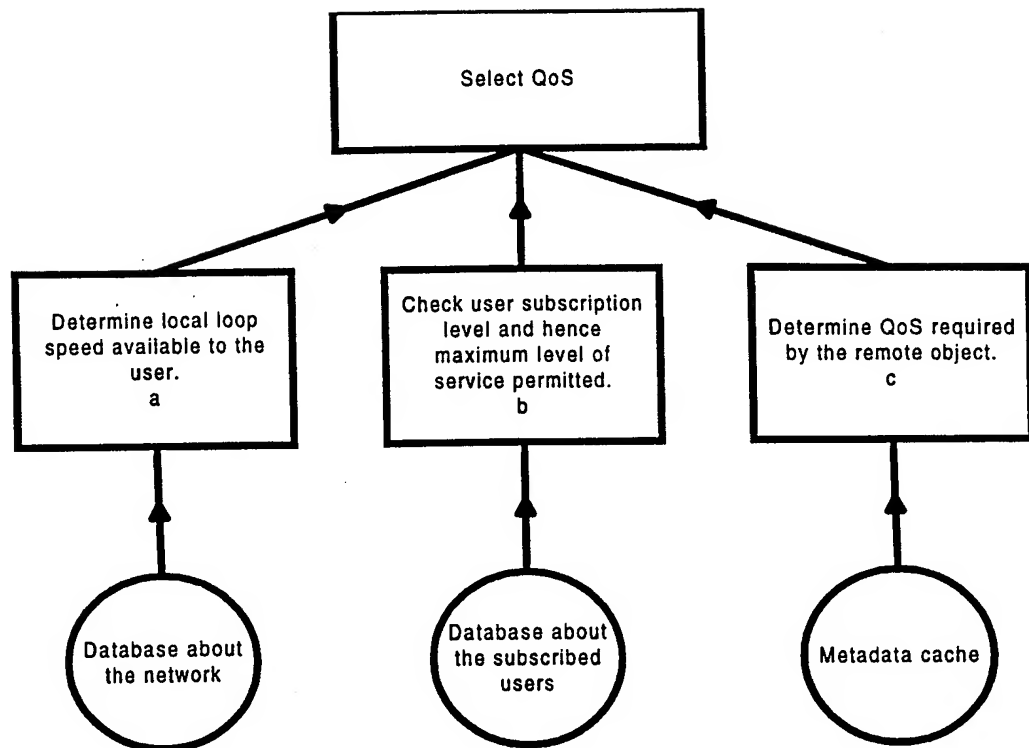 Select QoS
Determine local loop
speed available to the
user.
a
Check user subscription
level and hence
maximum level of
service permitted.
b
Determine QoS required
by the remote object.
c
Database about
the network
Database about
the subscribed
users
Metadata cache